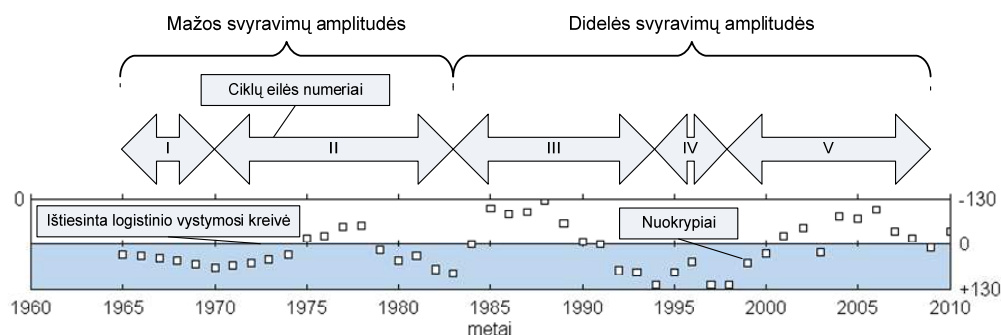 Mažos svyravimų amplitudės
Didelės svyravimų amplitudės
Ciklų eilės numeriai
I
II
III
IV
V
0
-130
Ištiesinta logistinio vystymosi kreivė
Nuokrypiai
0
+130
1960 1965 1970 1975 1980 1985 1990 1995 2000 2005 2010
metai